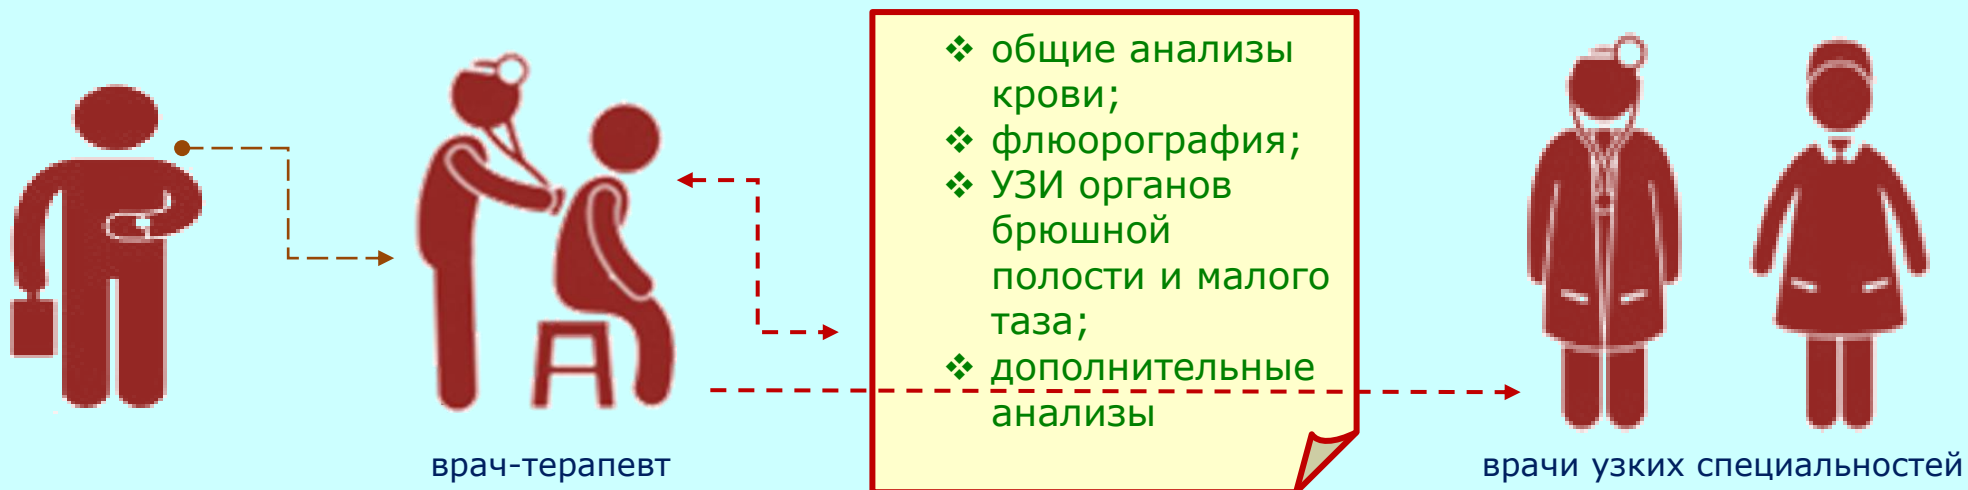 ❖ общие анализы
крови;
❖ флюорография;
❖ УЗИ органов
брюшной
полости и малого
таза;
❖ дополнительные
анализы
врач-терапевт
врачи узких специальностей